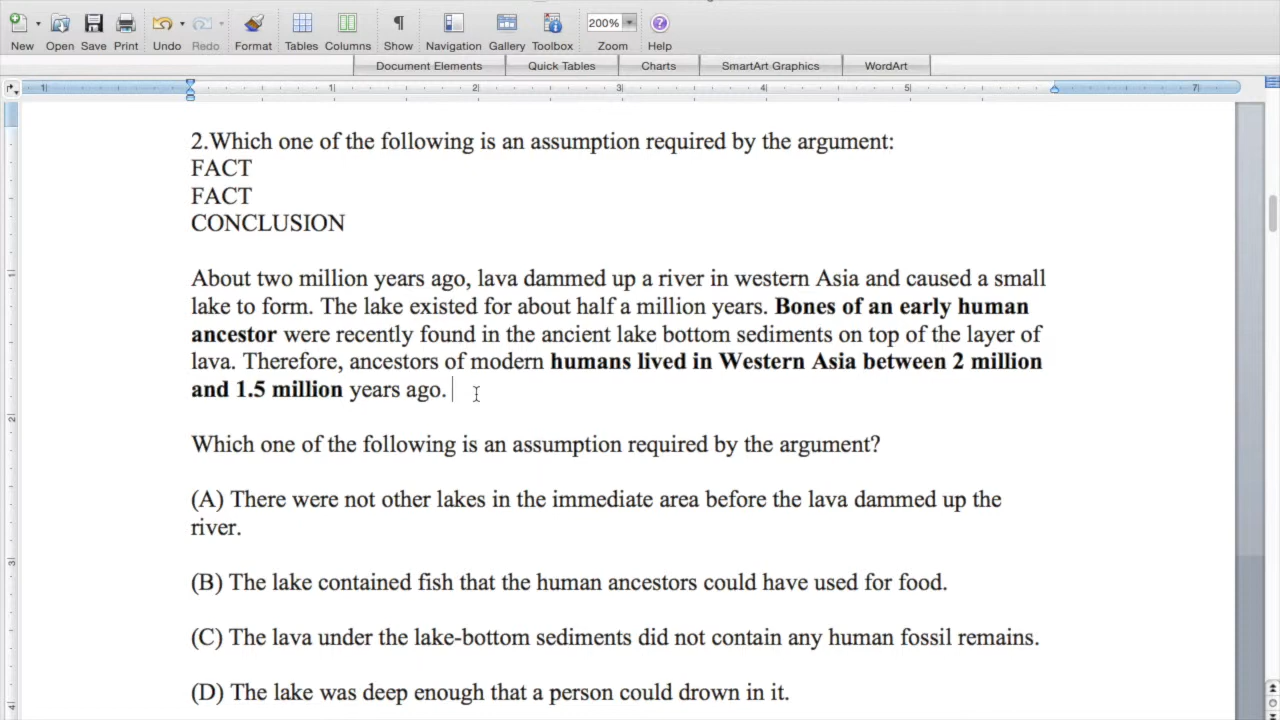 New Open Save Print Undo Redo Format Tables Columns Show Navigation Gallery Toolbox 200% Zoom Help
Document Elements Quick Tables Charts SmartArt Graphics WordArt
1 1 2 3 4 5 7
2.Which one of the following is an assumption required by the argument:
FACT
FACT
CONCLUSION
About two million years ago, lava dammed up a river in western Asia and caused a small
lake to form. The lake existed for about half a million years. Bones of an early human
ancestor were recently found in the ancient lake bottom sediments on top of the layer of
lava. Therefore, ancestors of modern humans lived in Western Asia between 2 million
and 1.5 million years ago.
Which one of the following is an assumption required by the argument?
(A) There were not other lakes in the immediate area before the lava dammed up the
river.
(B) The lake contained fish that the human ancestors could have used for food.
(C) The lava under the lake-bottom sediments did not contain any human fossil remains.
(D) The lake was deep enough that a person could drown in it.